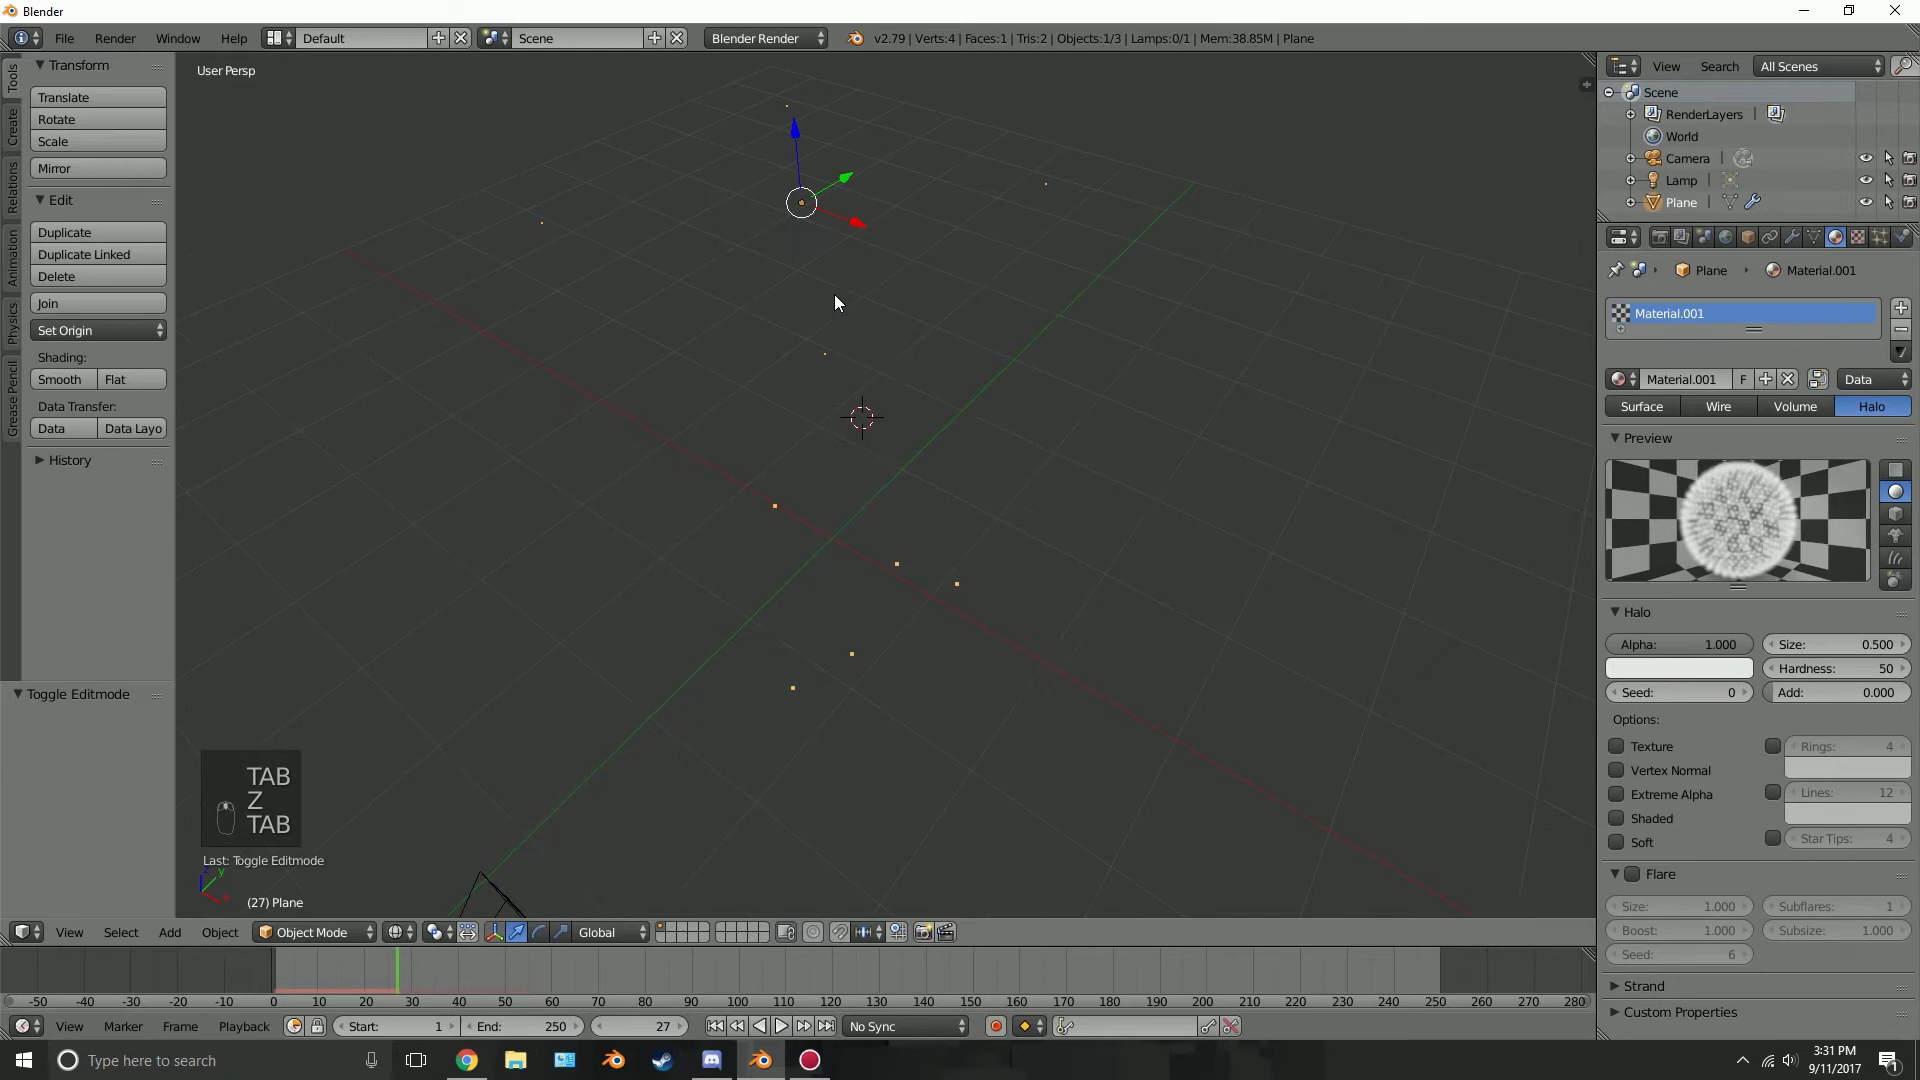 Blender
File Render Window Help Default Scene Blender Render v2.79 | Verts:4 | Faces:1 | Tris:2 | Objects:1/3 | Lamps:0/1 | Mem:38.85M | Plane
Tools
Create
Relations
Animation
Physics
Grease Pencil
Transform
Translate
Rotate
Scale
Mirror
Edit
Duplicate
Duplicate Linked
Delete
Join
Set Origin
Shading:
Smooth Flat
Data Transfer:
Data Data Layo
History
Toggle Editmode
User Persp
TAB
Z
TAB
Last: Toggle Editmode
z
y
x
(27) Plane
View Search All Scenes
Scene
RenderLayers |
World
Camera |
Lamp |
Plane |
Plane Material.001
Material.001
Material.001 F Data
Surface Wire Volume Halo
Preview
Halo
Alpha: 1.000 Size: 0.500
Hardness: 50
Seed: 0 Add: 0.000
Options:
Texture Rings: 4
Vertex Normal
Extreme Alpha Lines: 12
Shaded
Soft Star Tips: 4
Flare
Size: 1.000 Subflares: 1
Boost: 1.000 Subsize: 1.000
Seed: 6
Strand
Custom Properties
View Select Add Object Object Mode Global
-50 -40 -30 -20 -10 0 10 20 30 40 50 60 70 80 90 100 110 120 130 140 150 160 170 180 190 200 210 220 230 240 250 260 270 280
View Marker Frame Playback Start: 1 End: 250 27 No Sync
Type here to search
3:31 PM
9/11/2017
1